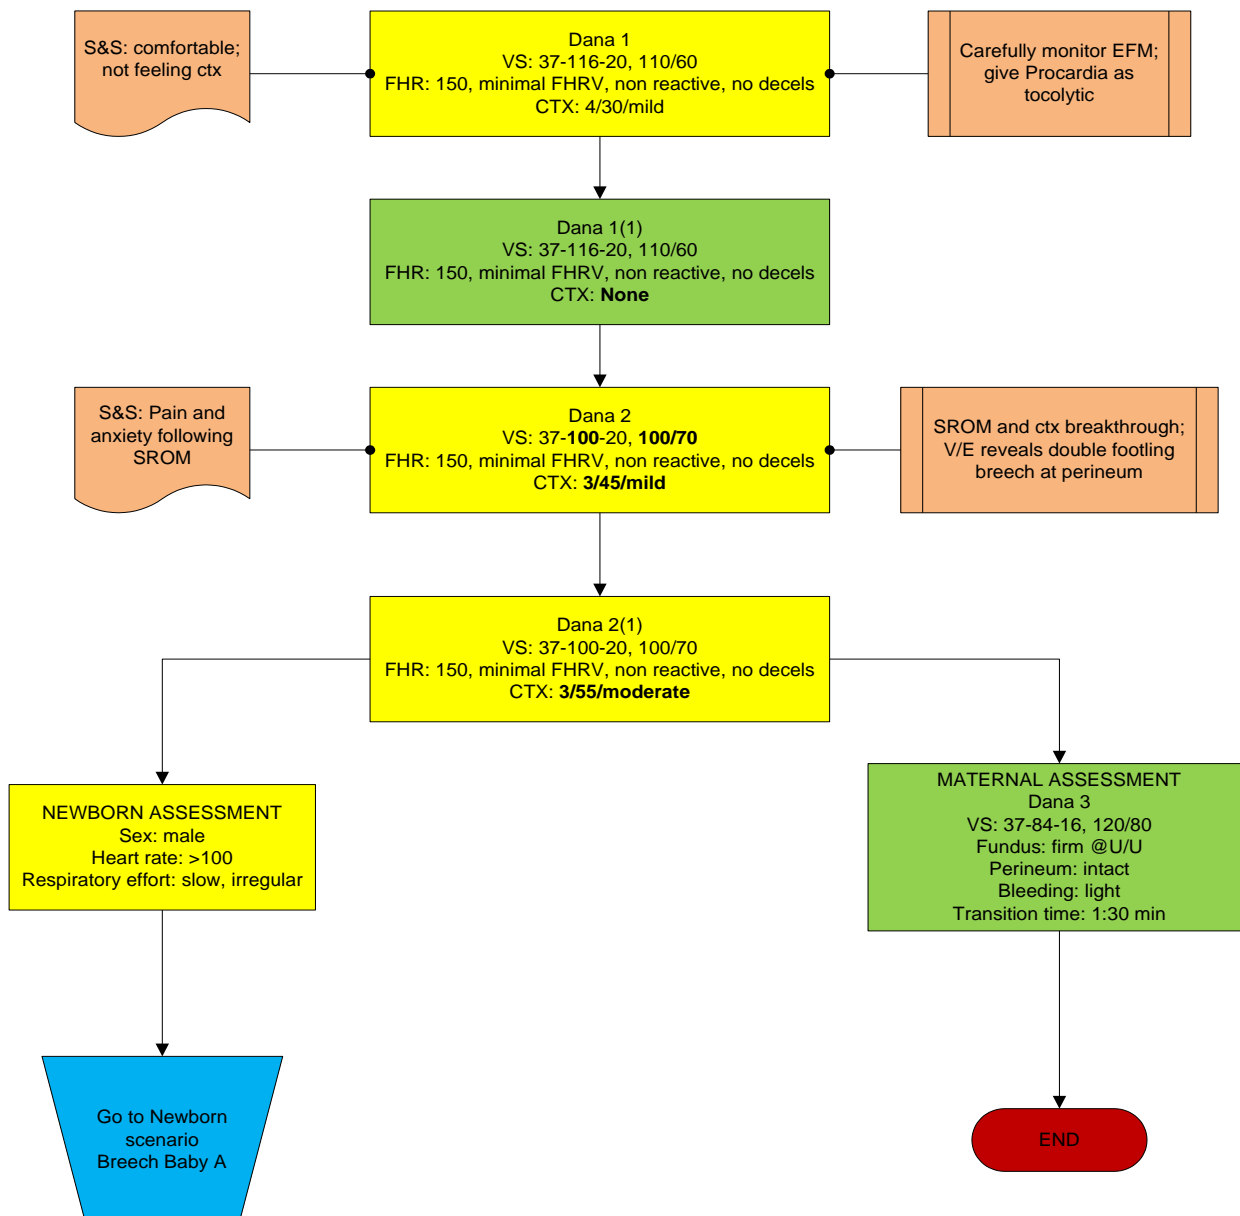 S&S: comfortable;
not feeling ctx
Dana 1
VS: 37-116-20, 110/60
FHR: 150, minimal FHRV, non reactive, no decels
CTX: 4/30/mild
Carefully monitor EFM;
give Procardia as
tocolytic
Dana 1(1)
VS: 37-116-20, 110/60
FHR: 150, minimal FHRV, non reactive, no decels
CTX: None
S&S: Pain and
anxiety following
SROM
Dana 2
VS: 37-100-20, 100/70
FHR: 150, minimal FHRV, non reactive, no decels
CTX: 3/45/mild
SROM and ctx breakthrough;
V/E reveals double footling
breech at perineum
Dana 2(1)
VS: 37-100-20, 100/70
FHR: 150, minimal FHRV, non reactive, no decels
CTX: 3/55/moderate
NEWBORN ASSESSMENT
Sex: male
Heart rate: >100
Respiratory effort: slow, irregular
MATERNAL ASSESSMENT
Dana 3
VS: 37-84-16, 120/80
Fundus: firm @U/U
Perineum: intact
Bleeding: light
Transition time: 1:30 min
Go to Newborn
scenario
Breech Baby A
END